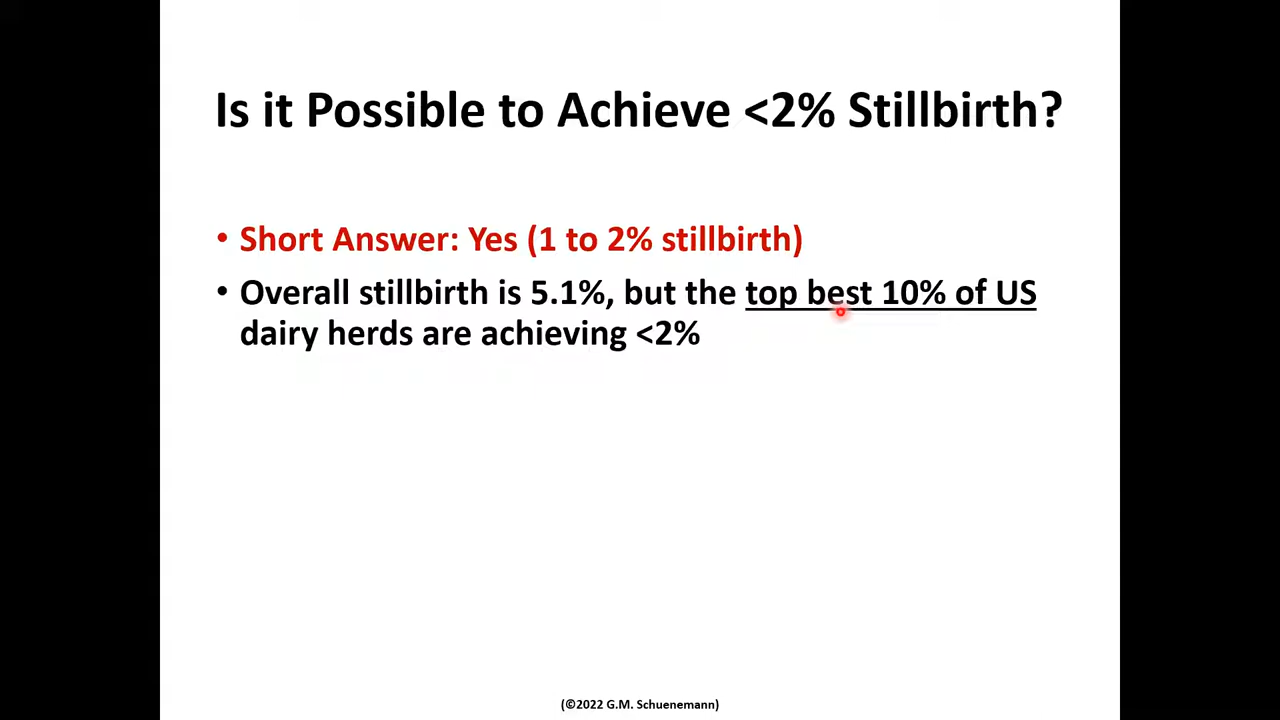 Is it Possible to Achieve <2% Stillbirth?
• Short Answer: Yes (1 to 2% stillbirth)
• Overall stillbirth is 5.1%, but the top best 10% of US
dairy herds are achieving <2%
(©2022 G.M. Schuenemann)